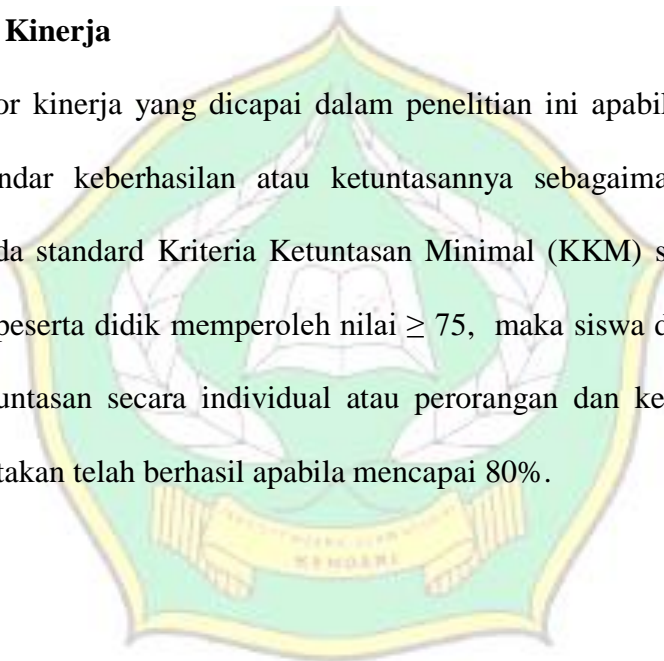 Kinerja
or kinerja yang dicapai dalam penelitian ini apabil
ndar keberhasilan atau ketuntasannya sebagaima
da standard Kriteria Ketuntasan Minimal (KKM) s
peserta didik memperoleh nilai ≥ 75, maka siswa d
untasan secara individual atau perorangan dan ke
takan telah berhasil apabila mencapai 80%.
KENDARI